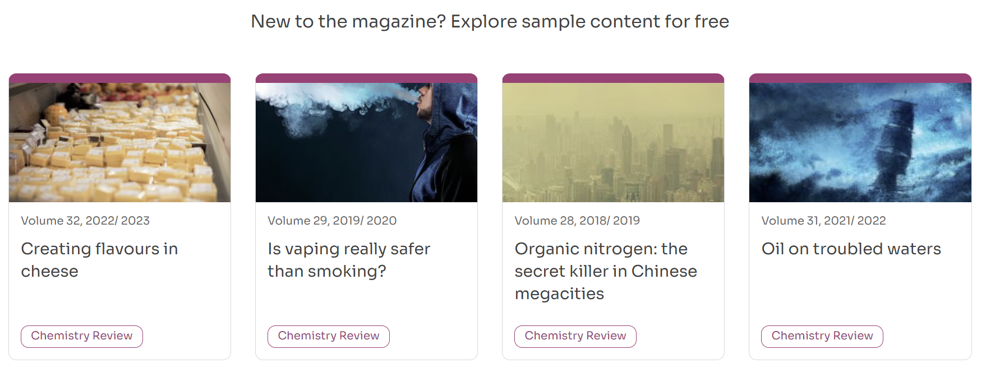 New to the magazine? Explore sample content for free
Volume 32, 2022/ 2023
Creating flavours in
cheese
Chemistry Review
Volume 29, 2019/ 2020
Is vaping really safer
than smoking?
Chemistry Review
Volume 28, 2018/ 2019
Organic nitrogen: the
secret killer in Chinese
megacities
Chemistry Review
Volume 31, 2021/ 2022
Oil on troubled waters
Chemistry Review